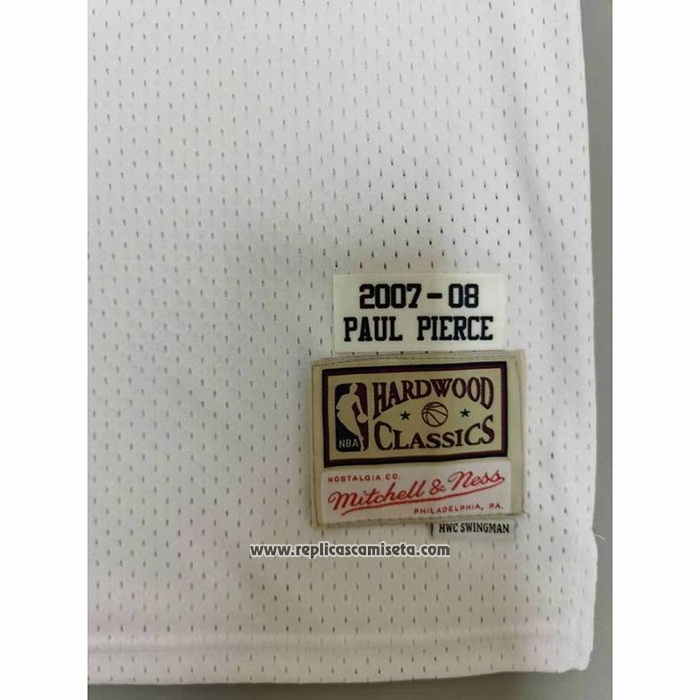 2007-08
PAUL PIERCE
HARDWOOD
NBA CLASSICS
NOSTALGIA CO.
Mitchell & Ness
PHILADELPHIA, PA.
HWC SWINGMAN
www.replicascamiseta.com